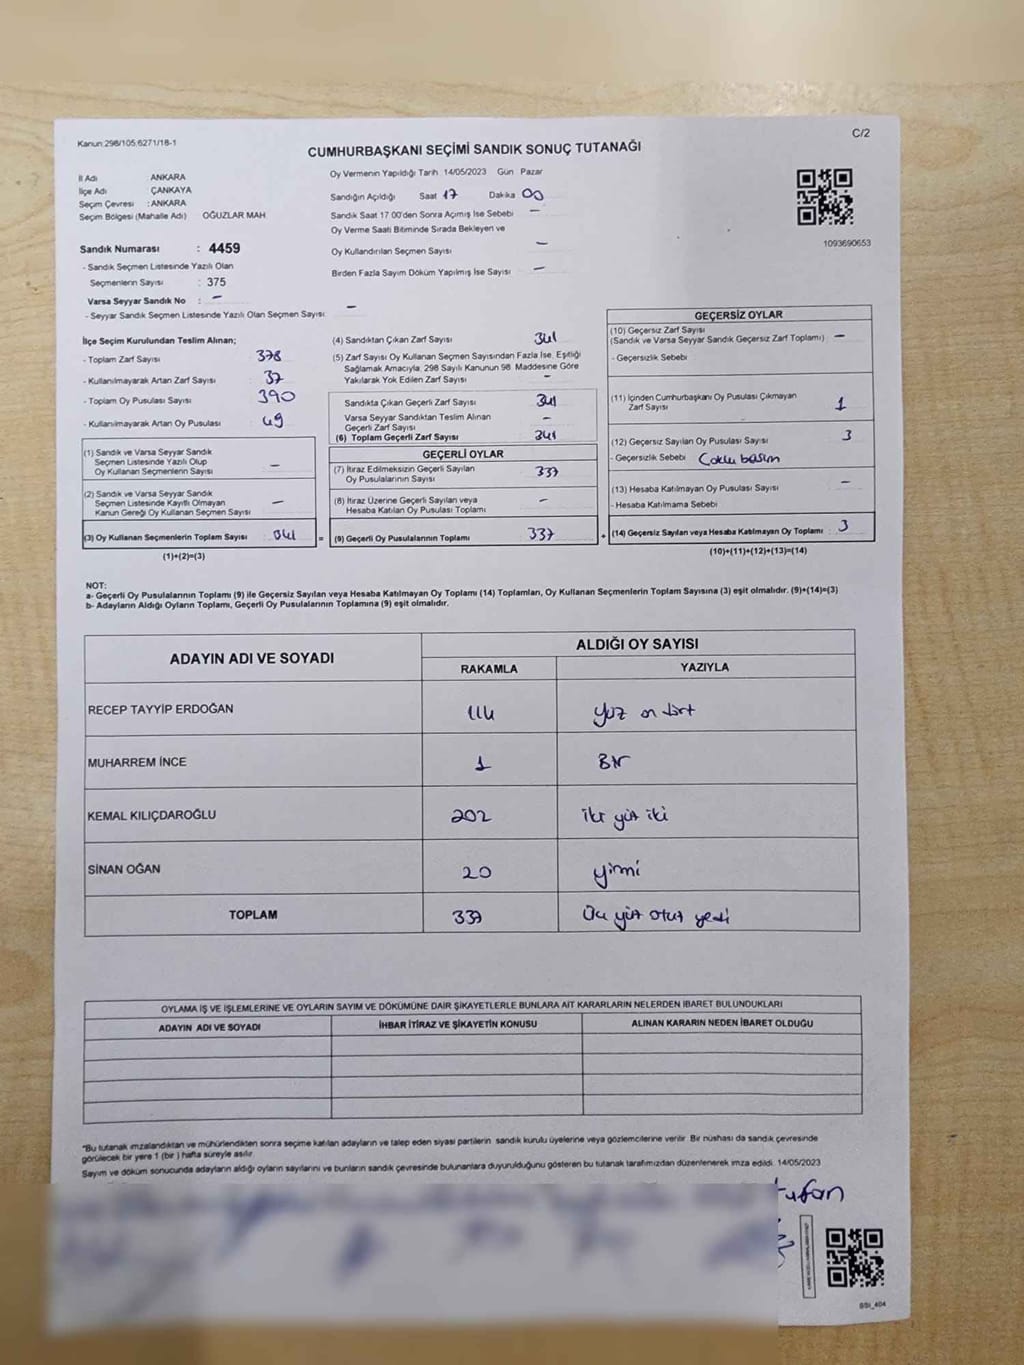 Kanun:298/105:6271/18-1
C/2
CUMHURBAŞKANI SEÇİMİ SANDIK SONUÇ TUTANAĞI
İl Adı ANKARA
İlçe Adı ÇANKAYA
Seçim Çevresi : ANKARA
Seçim Bölgesi (Mahalle Adı) OĞUZLAR MAH
Sandık Numarası : 4459
- Sandık Seçmen Listesinde Yazılı Olan
Seçmenlerin Sayısı : 375
Varsa Seyyar Sandık No : -
- Seyyar Sandık Seçmen Listesinde Yazılı Olan Seçmen Sayısı: -
Oy Vermenin Yapıldığı Tarih 14/05/2023 Gün Pazar
Sandığın Açıldığı Saat 17 Dakika 00
Sandık Saat 17 00'den Sonra Açımış İse Sebebi -
Oy Verme Saati Bitiminde Sırada Bekleyen ve
Oy Kullandırılan Seçmen Sayısı -
Birden Fazla Sayım Döküm Yapılmış İse Sayısı -
1093690653
İlçe Seçim Kurulundan Teslim Alınan;
- Toplam Zarf Sayısı 378
- Kullanılmayarak Artan Zarf Sayısı 37
- Toplam Oy Pusulası Sayısı 390
- Kullanılmayarak Artan Oy Pusulası 49
(1) Sandık ve Varsa Seyyar Sandık
Seçmen Listesinde Yazılı Olup
Oy Kullanan Seçmenlerin Sayısı -
(2) Sandık ve Varsa Seyyar Sandık
Seçmen Listesinde Kayıtlı Olmayan
Kanun Gereği Oy Kullanan Seçmen Sayısı -
(3) Oy Kullanan Seçmenlerin Toplam Sayısı 341 =
(1)+(2)=(3)
(4) Sandıktan Çıkan Zarf Sayısı 341
(5) Zarf Sayısı Oy Kullanan Seçmen Sayısından Fazla İse, Eşitliği
Sağlamak Amacıyla, 298 Sayılı Kanunun 98. Maddesine Göre
Yakılarak Yok Edilen Zarf Sayısı -
Sandıkta Çıkan Geçerli Zarf Sayısı 341
Varsa Seyyar Sandıktan Teslim Alınan
Geçerli Zarf Sayısı -
(6) Toplam Geçerli Zarf Sayısı 341
GEÇERLİ OYLAR
(7) İtiraz Edilmeksizin Geçerli Sayılan
Oy Pusulalarının Sayısı 337
(8) İtiraz Üzerine Geçerli Sayılan veya
Hesaba Katılan Oy Pusulası Toplamı -
(9) Geçerli Oy Pusulalarının Toplamı 337 +
GEÇERSİZ OYLAR
(10) Geçersiz Zarf Sayısı
(Sandık ve Varsa Seyyar Sandık Geçersiz Zarf Toplamı) -
- Geçersizlik Sebebi
(11) İçinden Cumhurbaşkanı Oy Pusulası Çıkmayan
Zarf Sayısı 1
(12) Geçersiz Sayılan Oy Pusulası Sayısı 3
- Geçersizlik Sebebi Çoklu basım
(13) Hesaba Katılmayan Oy Pusulası Sayısı -
- Hesaba Katılmama Sebebi
(14) Geçersiz Sayılan veya Hesaba Katılmayan Oy Toplamı : 3
(10)+(11)+(12)+(13)=(14)
NOT:
a- Geçerli Oy Pusulalarının Toplamı (9) ile Geçersiz Sayılan veya Hesaba Katılmayan Oy Toplamı (14) Toplamları, Oy Kullanan Seçmenlerin Toplam Sayısına (3) eşit olmalıdır. (9)+(14)=(3)
b- Adayların Aldığı Oyların Toplamı, Geçerli Oy Pusulalarının Toplamına (9) eşit olmalıdır.
ADAYIN ADI VE SOYADI
ALDIĞI OY SAYISI
RAKAMLA YAZIYLA
RECEP TAYYİP ERDOĞAN 114 yüz on dört
MUHARREM İNCE 1 Bir
KEMAL KILIÇDAROĞLU 202 iki yüz iki
SİNAN OĞAN 20 yirmi
TOPLAM 337 Üç yüz otuz yedi
OYLAMA İŞ VE İŞLEMLERİNE VE OYLARIN SAYIM VE DÖKÜMÜNE DAİR ŞİKAYETLERLE BUNLARA AİT KARARLARIN NELERDEN İBARET BULUNDUKLARI
ADAYIN ADI VE SOYADI İHBAR İTİRAZ VE ŞİKAYETİN KONUSU ALINAN KARARIN NEDEN İBARET OLDUĞU
*Bu tutanak imzalandıktan ve mühürlendikten sonra seçime katılan adayların ve talep eden siyasi partilerin sandık kurulu üyelerine veya gözlemcilerine verilir. Bir nüshası da sandık çevresinde
görülecek bir yere 1 (bir ) hafta süreyle asılır.
Sayım ve döküm sonucunda adayların aldığı oyların sayılarını ve bunların sandık çevresinde bulunanlara duyurulduğunu gösteren bu tutanak tarafımızdan düzenlenerek imza edildi. 14/05/2023
tufan
BSI_404